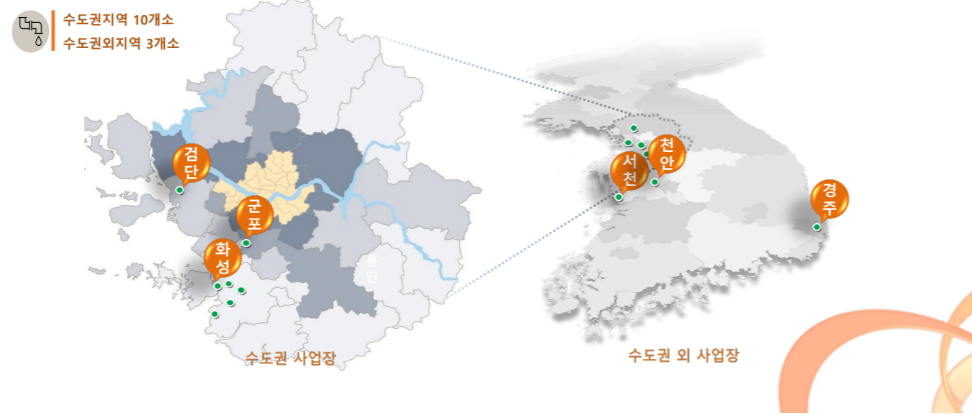 수도권지역 10개소
수도권외지역 3개소
검단
군포
화성
용인
천안
서천
경주
수도권 사업장
수도권 외 사업장